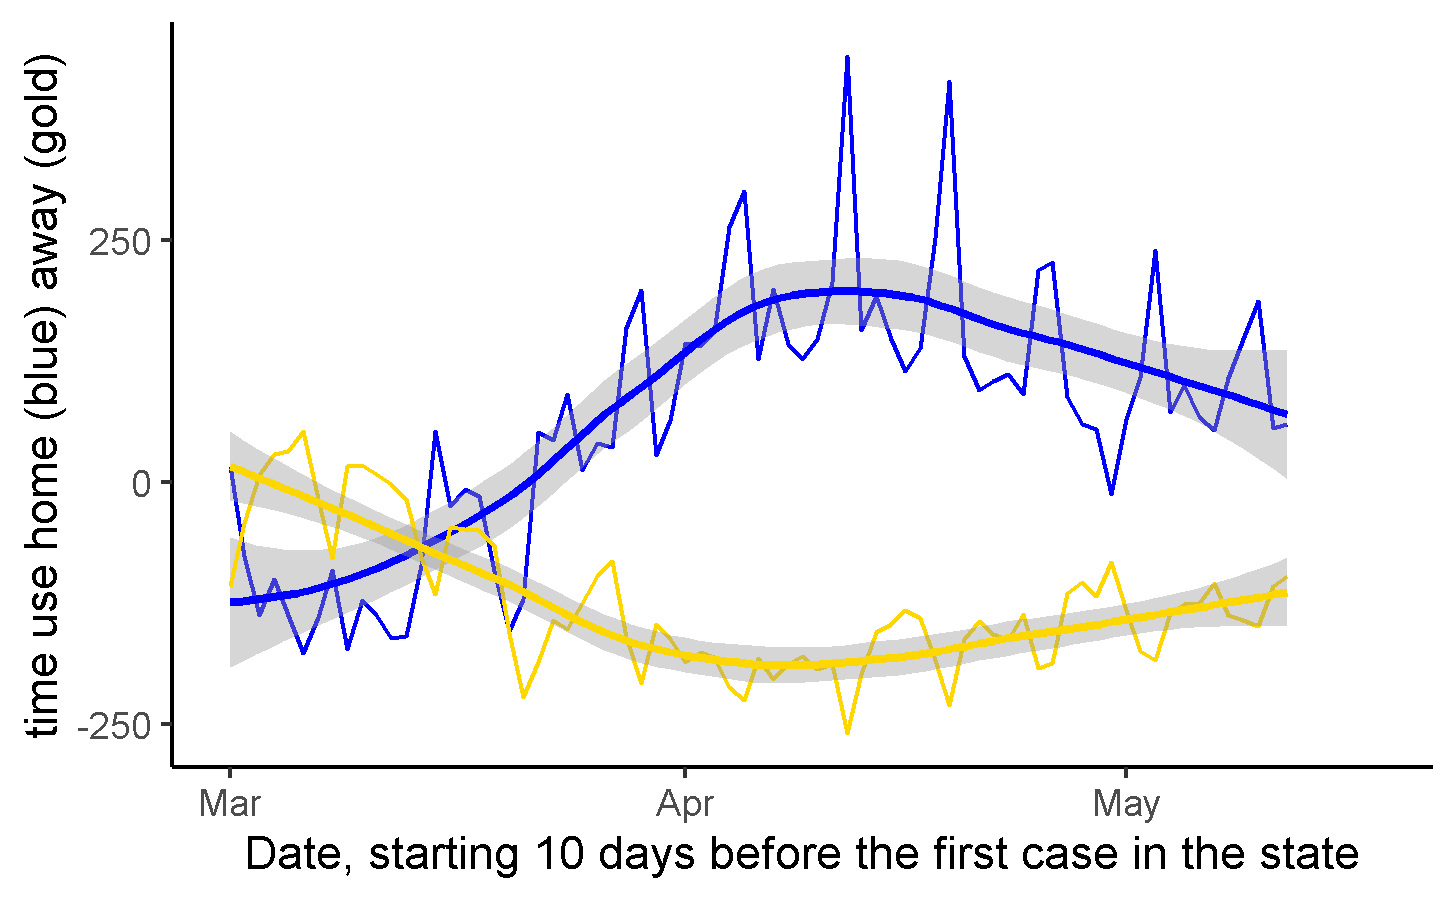 time use home (blue) away (gold)
250
0
-250
Mar
Apr
May
Date, starting 10 days before the first case in the state